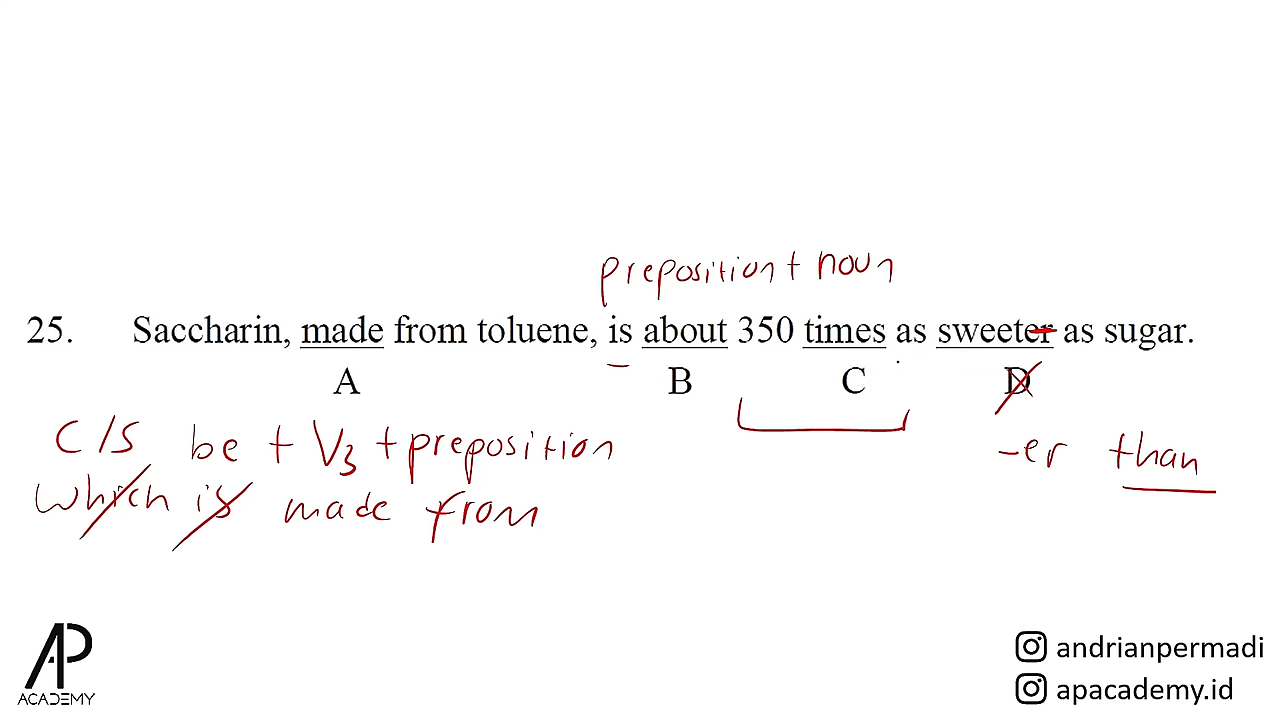 preposition + noun
25. Saccharin, made from toluene, is about 350 times as sweeter as sugar.
A B C D
C/S be + V3 + preposition -er than
which is made from
AP
ACADEMY
andrianpermadi
apacademy.id